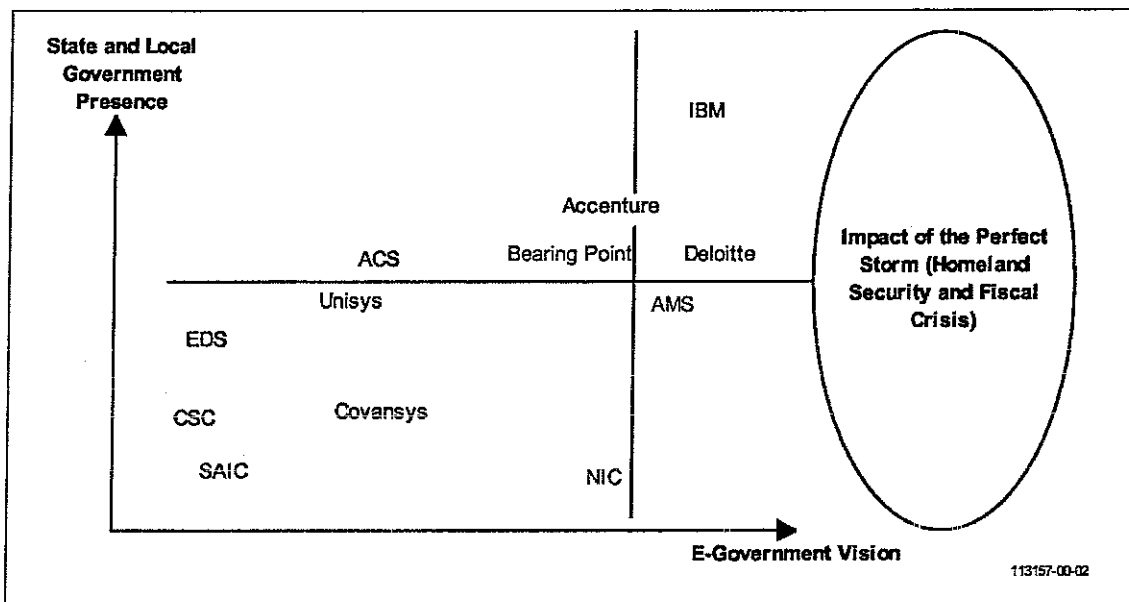 State and Local
Government
Presence
IBM
Accenture
Impact of the Perfect
Storm (Homeland
Security and Fiscal
Crisis)
ACS
Bearing Point
Deloitte
Unisys
AMS
EDS
CSC
Covansys
SAIC
NIC
E-Government Vision
113157-00-02